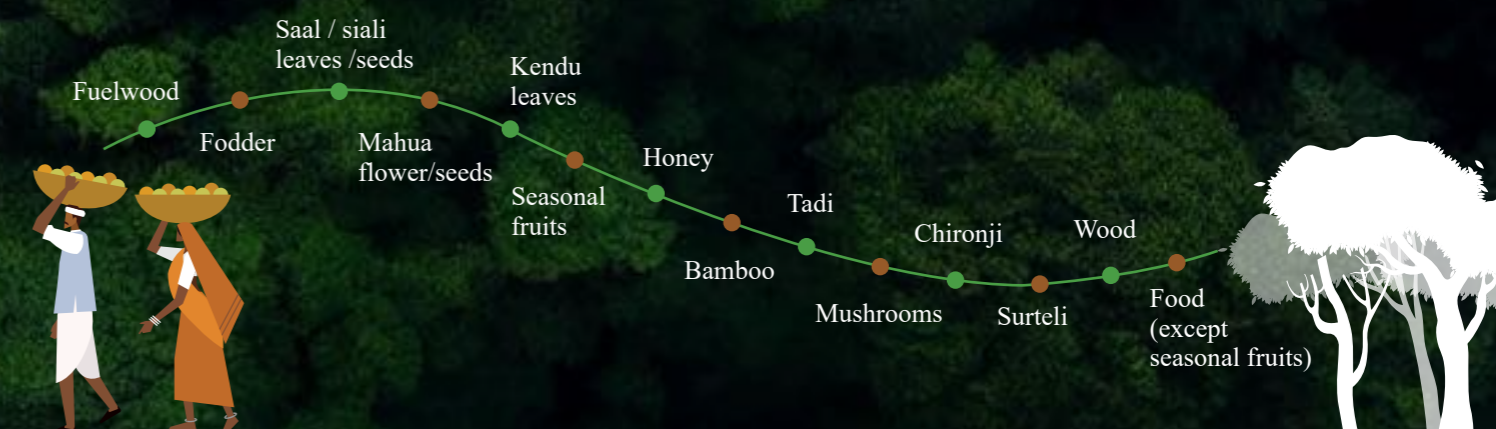 Fuelwood
Fodder
Saal / siali
leaves /seeds
Mahua
flower/seeds
Kendu
leaves
Seasonal
fruits
Honey
Bamboo
Tadi
Mushrooms
Chironji
Surteli
Wood
Food
(except
seasonal fruits)